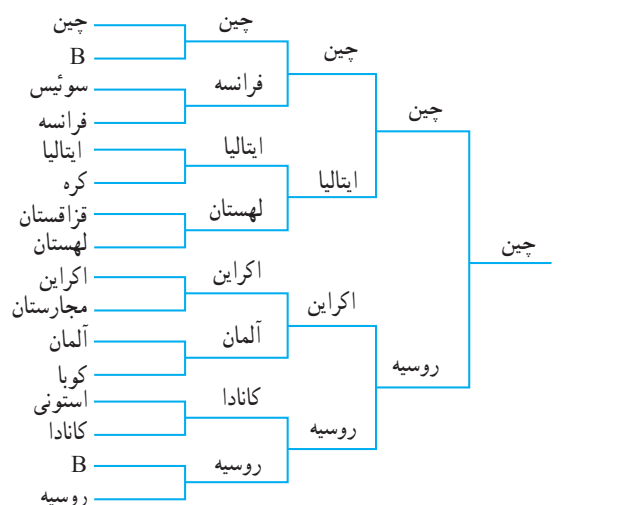 چین
B
سوئیس
فرانسه
ایتالیا
کره
قزاقستان
لهستان
اکراین
مجارستان
آلمان
کوبا
استونی
کانادا
B
روسیه
چین
فرانسه
ایتالیا
لهستان
اکراین
آلمان
کانادا
روسیه
چین
ایتالیا
اکراین
روسیه
چین
روسیه
چین